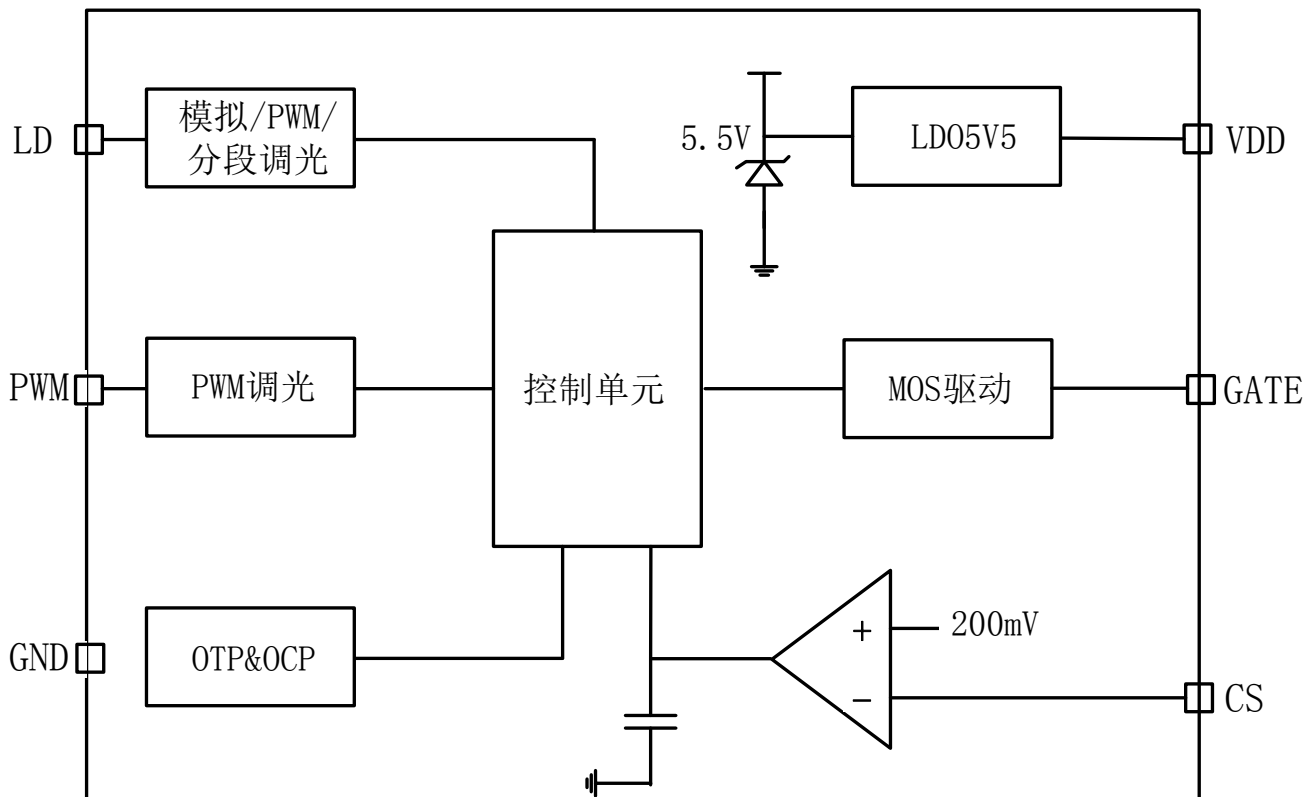 LD
模拟/PWM/
分段调光
5.5V
LDO5V5
VDD
PWM
PWM调光
控制单元
MOS驱动
GATE
GND
OTP&OCP
+
200mV
−
CS